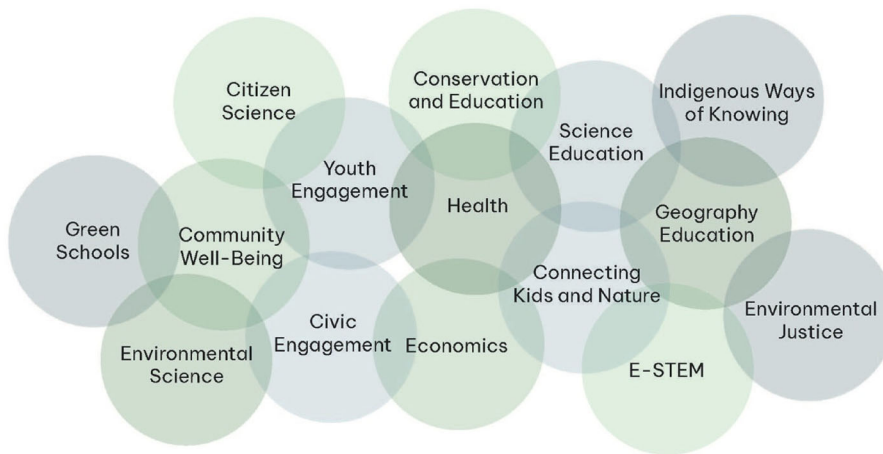 Citizen
Science
Conservation
and Education
Indigenous Ways
of Knowing
Science
Education
Youth
Engagement
Health
Geography
Education
Green
Schools
Community
Well-Being
Connecting
Kids and Nature
Environmental
Justice
Civic
Engagement
Economics
Environmental
Science
E-STEM